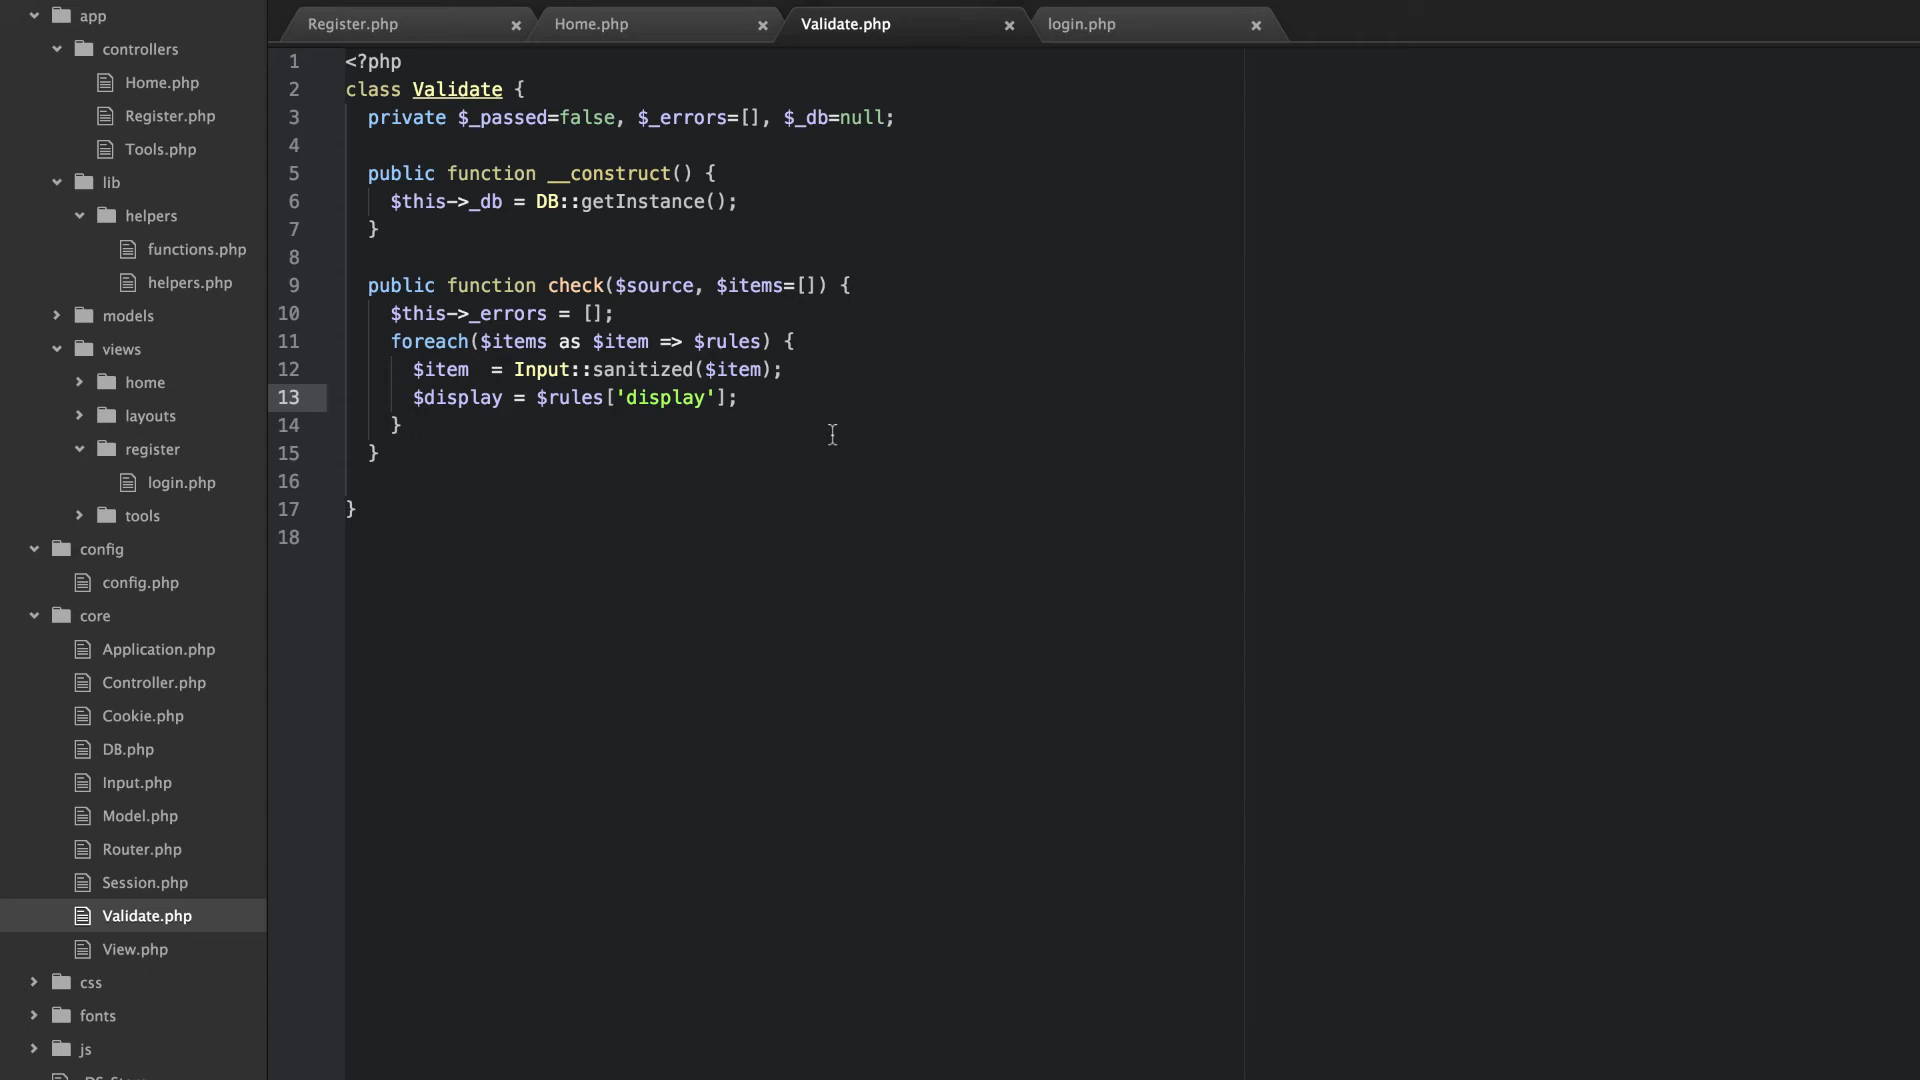 app
controllers
Home.php
Register.php
Tools.php
lib
helpers
functions.php
helpers.php
models
views
home
layouts
register
login.php
tools
config
config.php
core
Application.php
Controller.php
Cookie.php
DB.php
Input.php
Model.php
Router.php
Session.php
Validate.php
View.php
css
fonts
js
Register.php Home.php Validate.php login.php
1 <?php
2 class Validate {
3 private $_passed=false, $_errors=[], $_db=null;
4
5 public function __construct() {
6 $this->_db = DB::getInstance();
7 }
8
9 public function check($source, $items=[]) {
10 $this->_errors = [];
11 foreach($items as $item => $rules) {
12 $item  = Input::sanitized($item);
13 $display = $rules['display'];
14 }
15 }
16
17 }
18